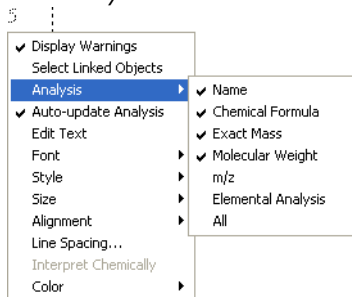 Display Warnings
Select Linked Objects
Analysis
Auto-update Analysis
Edit Text
Font
Style
Size
Alignment
Line Spacing...
Interpret Chemically
Color
Name
Chemical Formula
Exact Mass
Molecular Weight
m/z
Elemental Analysis
All